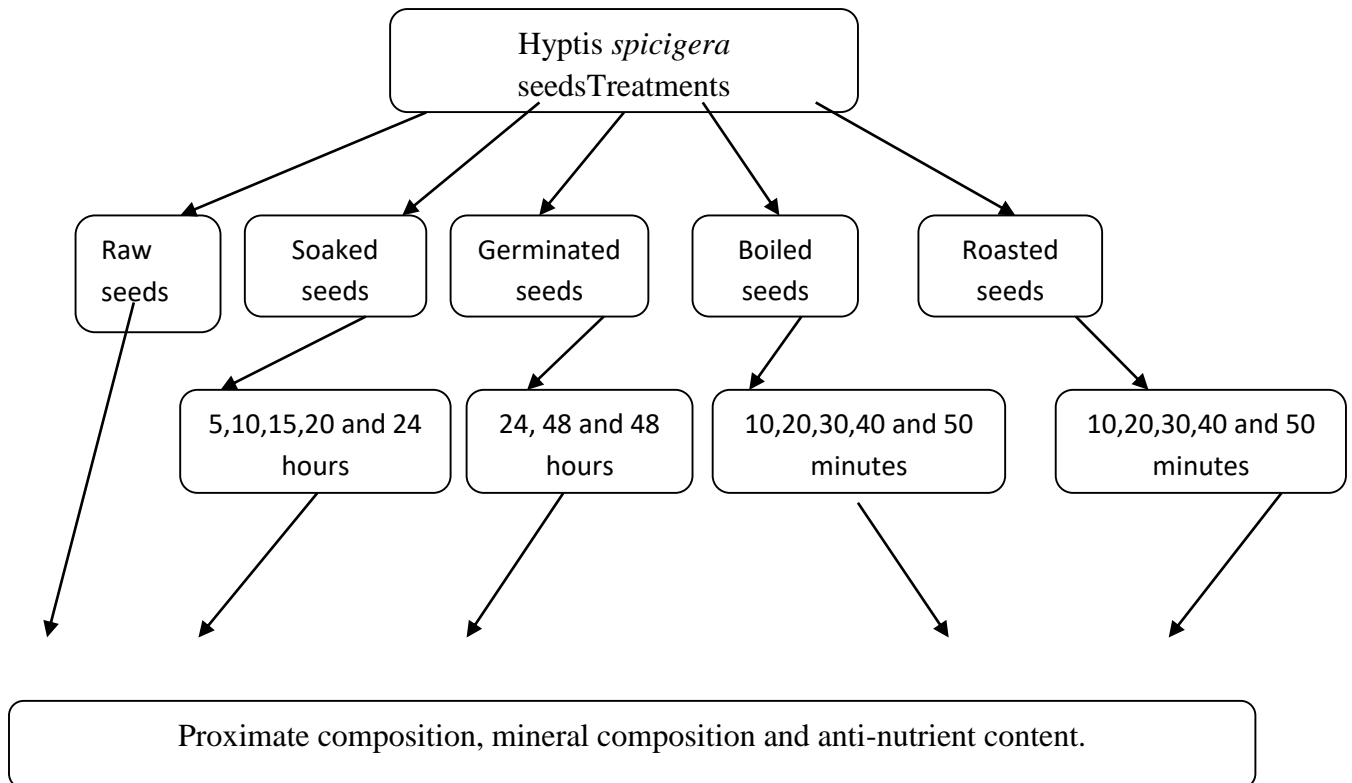 Hyptis spicigera
seedsTreatments
Raw
seeds
Soaked
seeds
Germinated
seeds
Boiled
seeds
Roasted
seeds
5,10,15,20 and 24
hours
24, 48 and 48
hours
10,20,30,40 and 50
minutes
10,20,30,40 and 50
minutes
Proximate composition, mineral composition and anti-nutrient content.